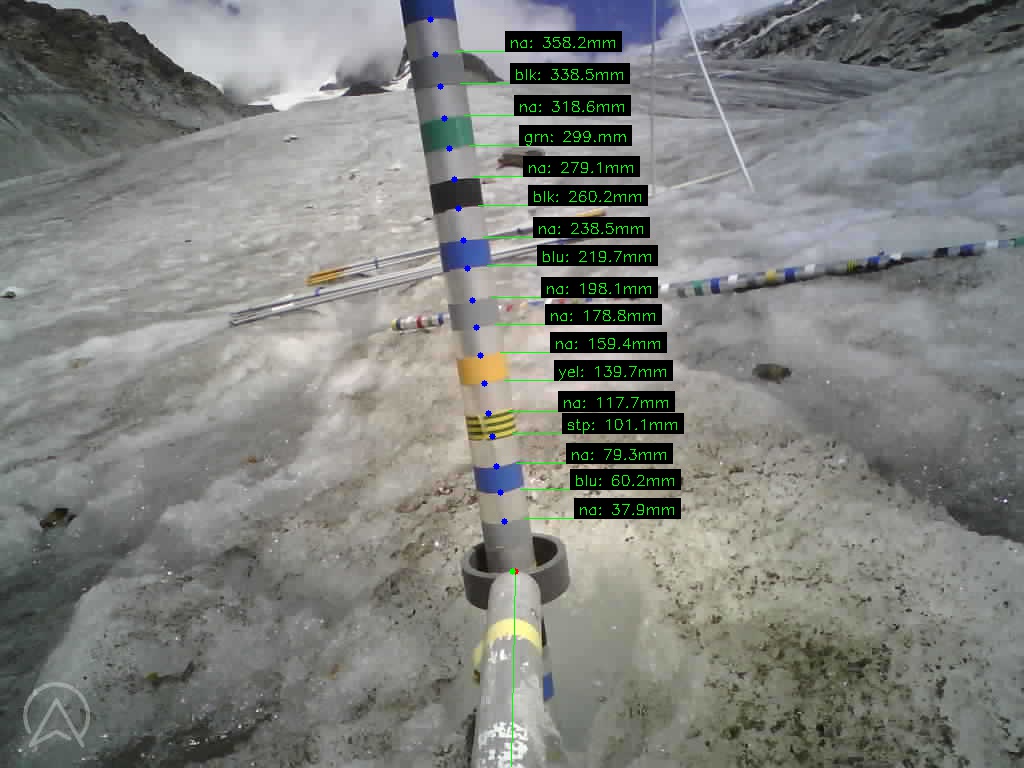 na: 358.2mm
blk: 338.5mm
na: 318.6mm
grn: 299.mm
na: 279.1mm
blk: 260.2mm
na: 238.5mm
blu: 219.7mm
na: 198.1mm
na: 178.8mm
na: 159.4mm
yel: 139.7mm
na: 117.7mm
stp: 101.1mm
na: 79.3mm
blu: 60.2mm
na: 37.9mm